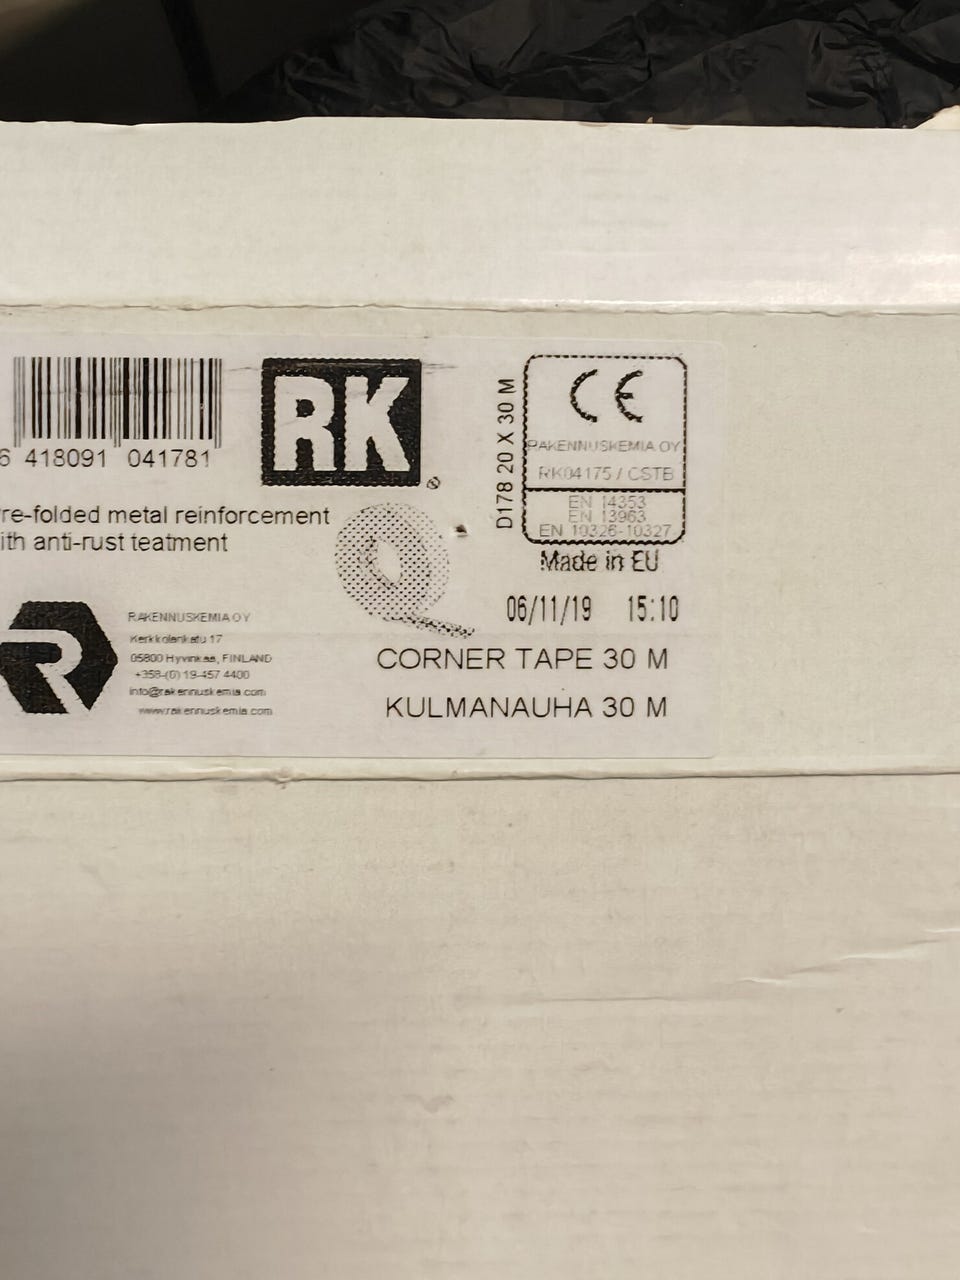 6 418091 041781
RK
re-folded metal reinforcement
ith anti-rust teatment
RAKENNUSKEMIA OY
Kerkkolankatu 17
05800 Hyvinkaa, FINLAND
+358-(0) 19-457 4400
info@rakennuskemia.com
www.rakennuskemia.com
D178 20 X 30 M
CE
RAKENNUSKEMIA OY
RK04175 / CSTB
EN 14353
EN 13963
EN 10326-10327
Made in EU
06/11/19 15:10
CORNER TAPE 30 M
KULMANAUHA 30 M